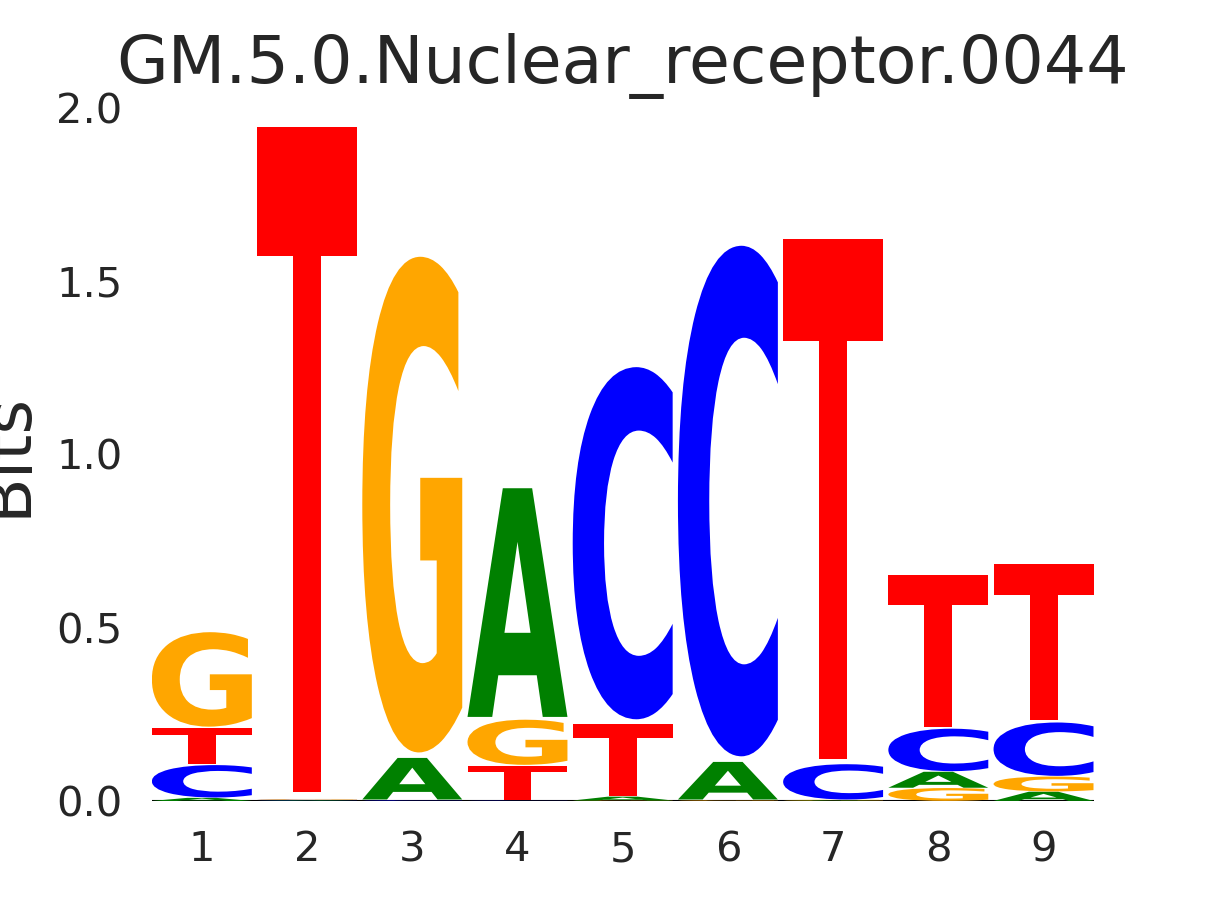 GM.5.0.Nuclear_receptor.0044
2.0
1.5
1.0
0.5
0.0
Bits
G T G A C C T T T
T A G T A C C C
C T A A G
G A
1 2 3 4 5 6 7 8 9